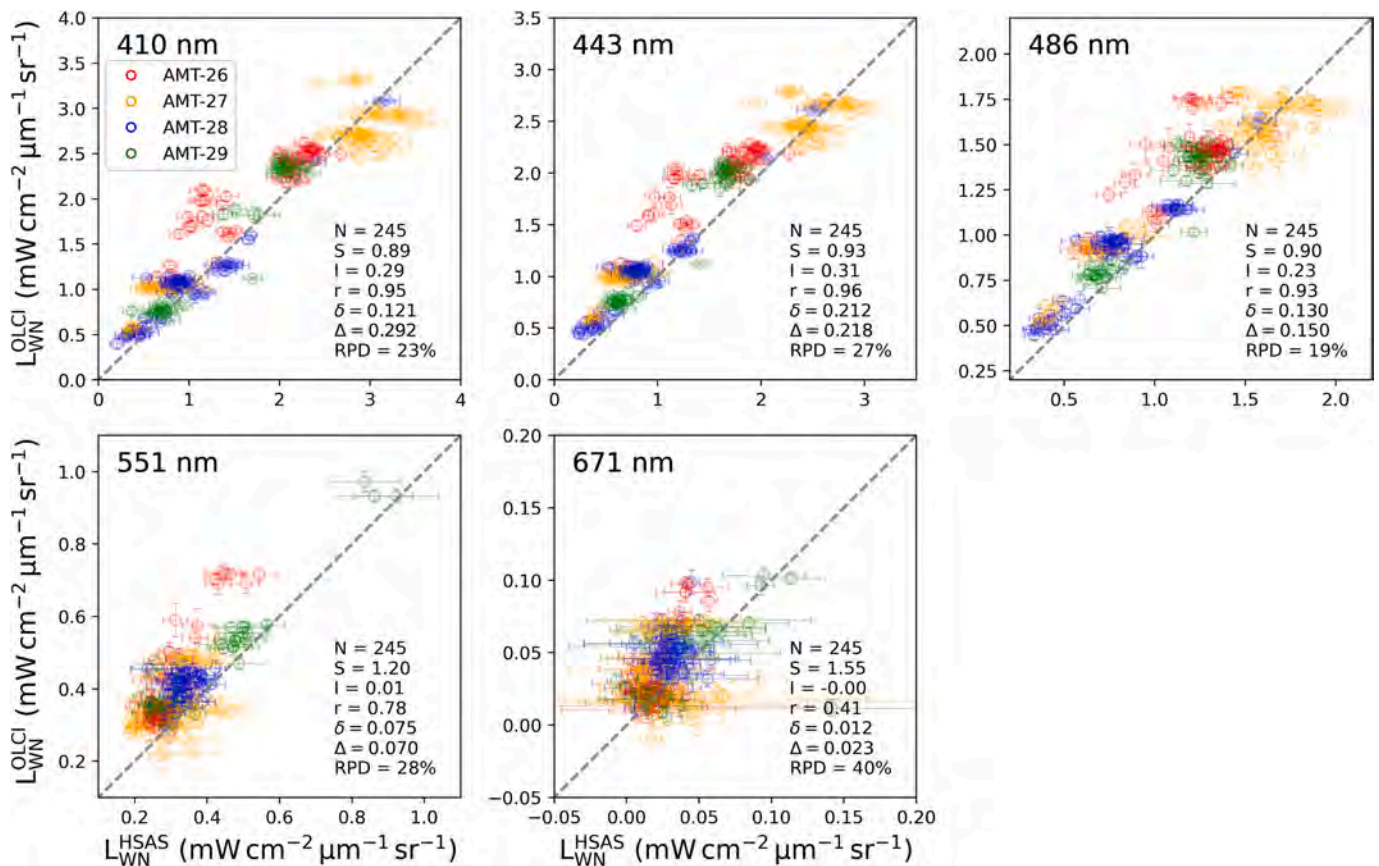 410 nm
AMT-26
AMT-27
AMT-28
AMT-29
N = 245
S = 0.89
I = 0.29
r = 0.95
δ = 0.121
Δ = 0.292
RPD = 23%
4.0
3.5
3.0
2.5
2.0
1.5
1.0
0.5
0.0
0 1 2 3 4
L_WN^OLCI (mW cm⁻² μm⁻¹ sr⁻¹)
443 nm
N = 245
S = 0.93
I = 0.31
r = 0.96
δ = 0.212
Δ = 0.218
RPD = 27%
3.5
3.0
2.5
2.0
1.5
1.0
0.5
0.0
0 1 2 3
486 nm
N = 245
S = 0.90
I = 0.23
r = 0.93
δ = 0.130
Δ = 0.150
RPD = 19%
2.00
1.75
1.50
1.25
1.00
0.75
0.50
0.25
0.5 1.0 1.5 2.0
551 nm
N = 245
S = 1.20
I = 0.01
r = 0.78
δ = 0.075
Δ = 0.070
RPD = 28%
1.0
0.8
0.6
0.4
0.2
0.2 0.4 0.6 0.8 1.0
L_WN^OLCI (mW cm⁻² μm⁻¹ sr⁻¹)
L_WN^HSAS (mW cm⁻² μm⁻¹ sr⁻¹)
671 nm
N = 245
S = 1.55
I = -0.00
r = 0.41
δ = 0.012
Δ = 0.023
RPD = 40%
0.20
0.15
0.10
0.05
0.00
−0.05
−0.05 0.00 0.05 0.10 0.15 0.20
L_WN^HSAS (mW cm⁻² μm⁻¹ sr⁻¹)